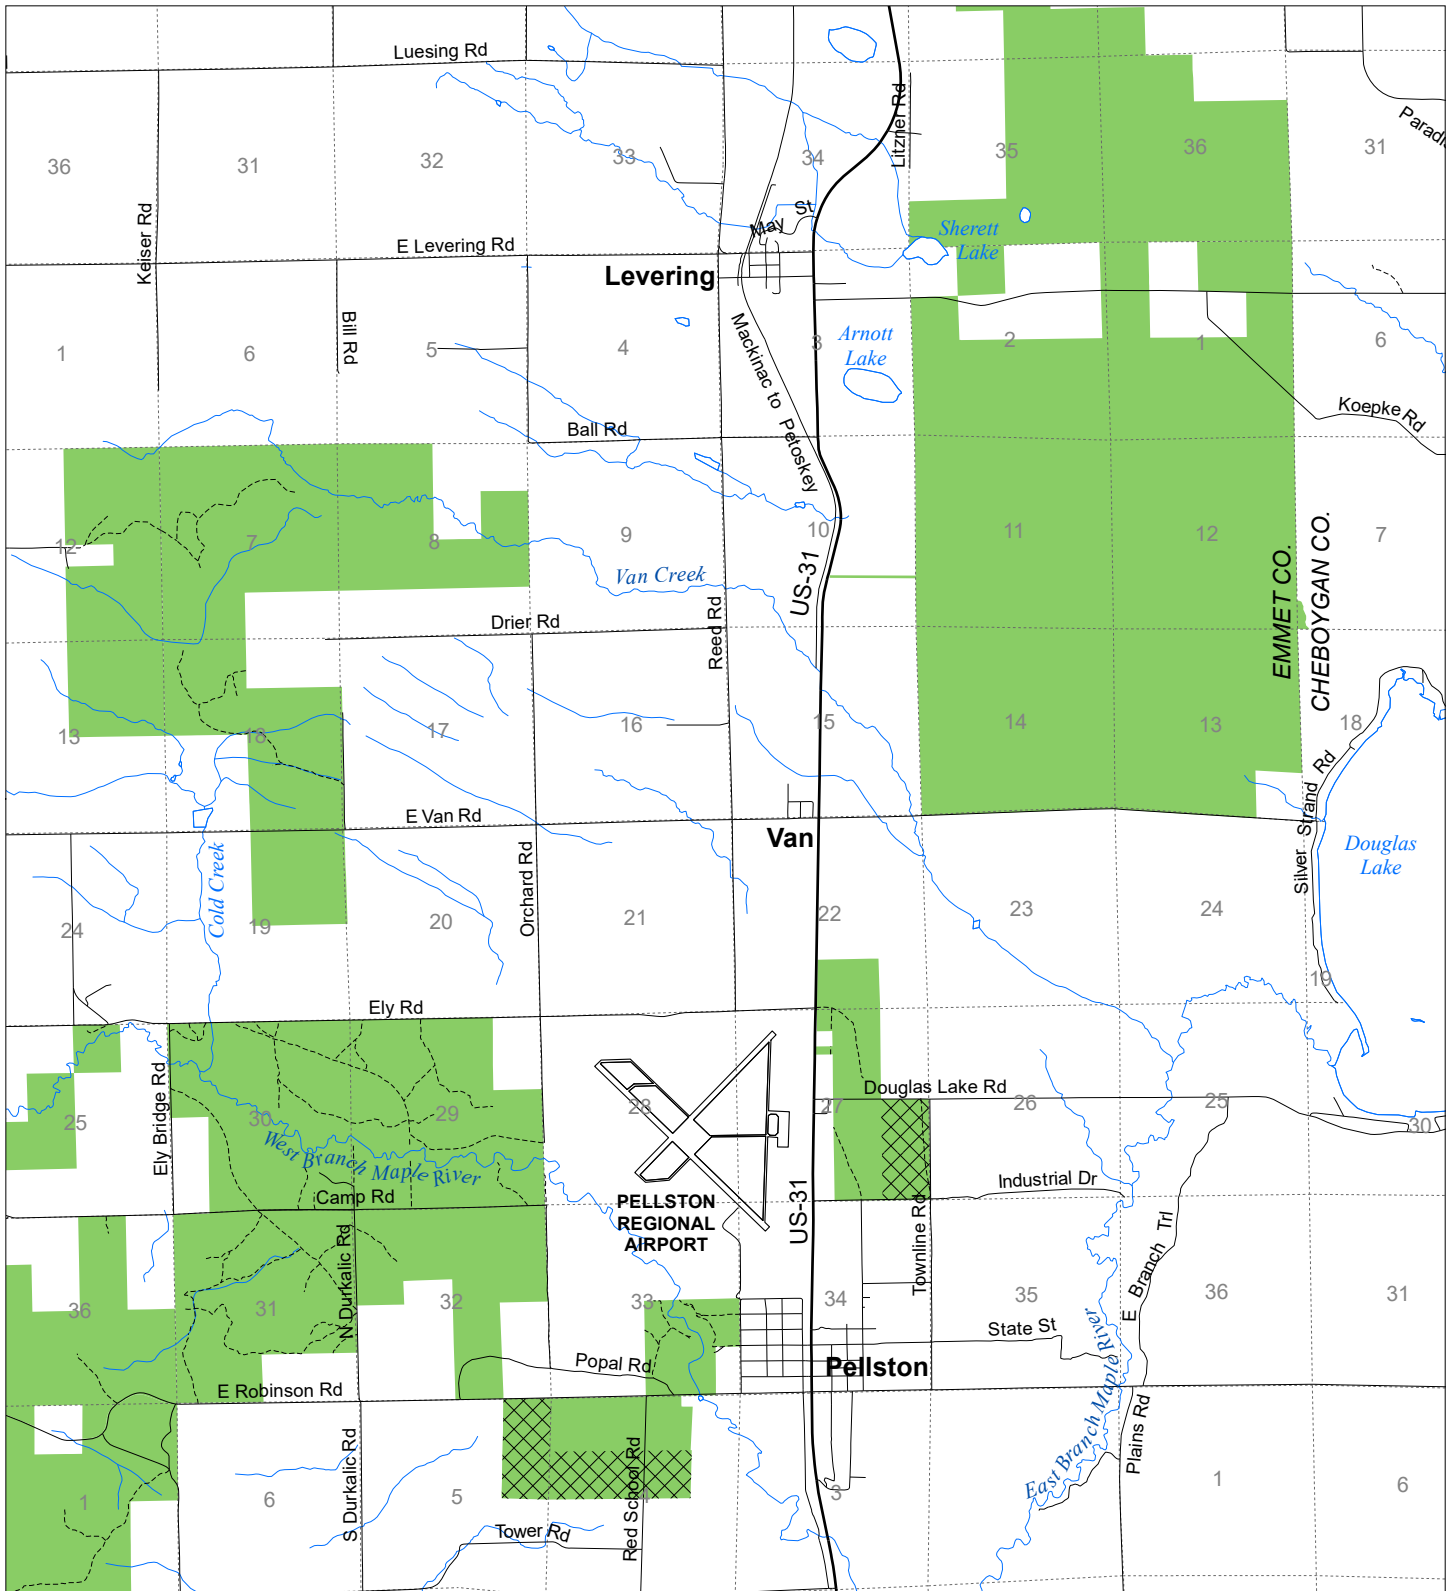 Luesing Rd
Litzner Rd
Paradi
36
31
32
33
34
35
36
31
Keiser Rd
May St
E Levering Rd
Sherett
Lake
Levering
Bill Rd
Mackinac to Petoskey
Arnott
Lake
1
6
5
4
3
2
1
6
Koepke Rd
Ball Rd
12
7
8
9
10
11
12
7
US-31
Van Creek
EMMET CO.
CHEBOYGAN CO.
Drier Rd
Reed Rd
13
18
17
16
15
14
13
18
Silver Strand Rd
E Van Rd
Van
Douglas
Lake
Cold Creek
Orchard Rd
24
19
20
21
22
23
24
19
Ely Rd
Ely Bridge Rd
Douglas Lake Rd
25
30
29
28
27
26
25
30
West Branch Maple River
Camp Rd
Industrial Dr
PELLSTON
REGIONAL
AIRPORT
US-31
Townline Rd
N Durkalic Rd
E Branch Trl
36
31
32
33
34
35
36
31
State St
Popal Rd
Pellston
E Robinson Rd
East Branch Maple River
Plains Rd
S Durkalic Rd
Red School Rd
1
6
5
4
3
1
6
Tower Rd